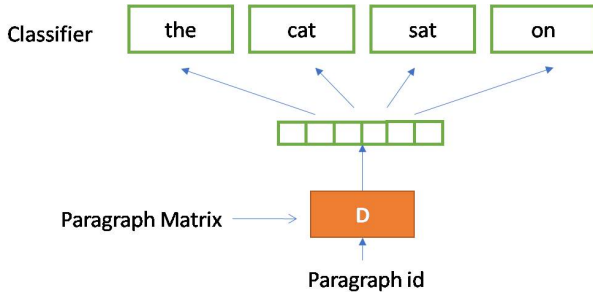 Classifier the cat sat on
D
Paragraph Matrix
Paragraph id